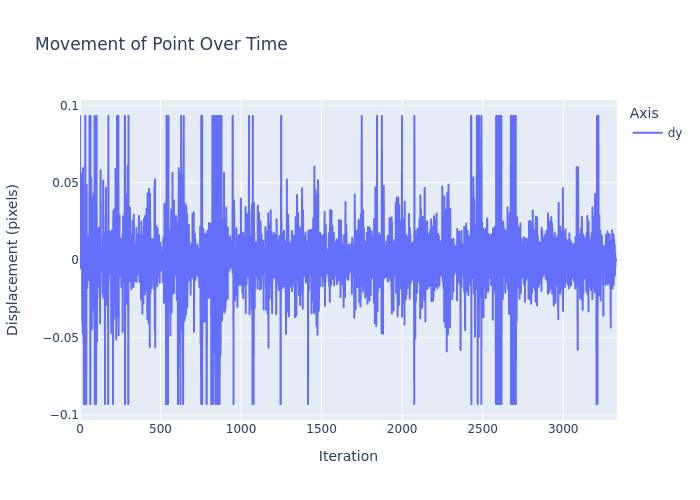 Movement of Point Over Time
Axis
dy
0.1
0.05
0
−0.05
−0.1
0
500
1000
1500
2000
2500
3000
Displacement (pixels)
Iteration